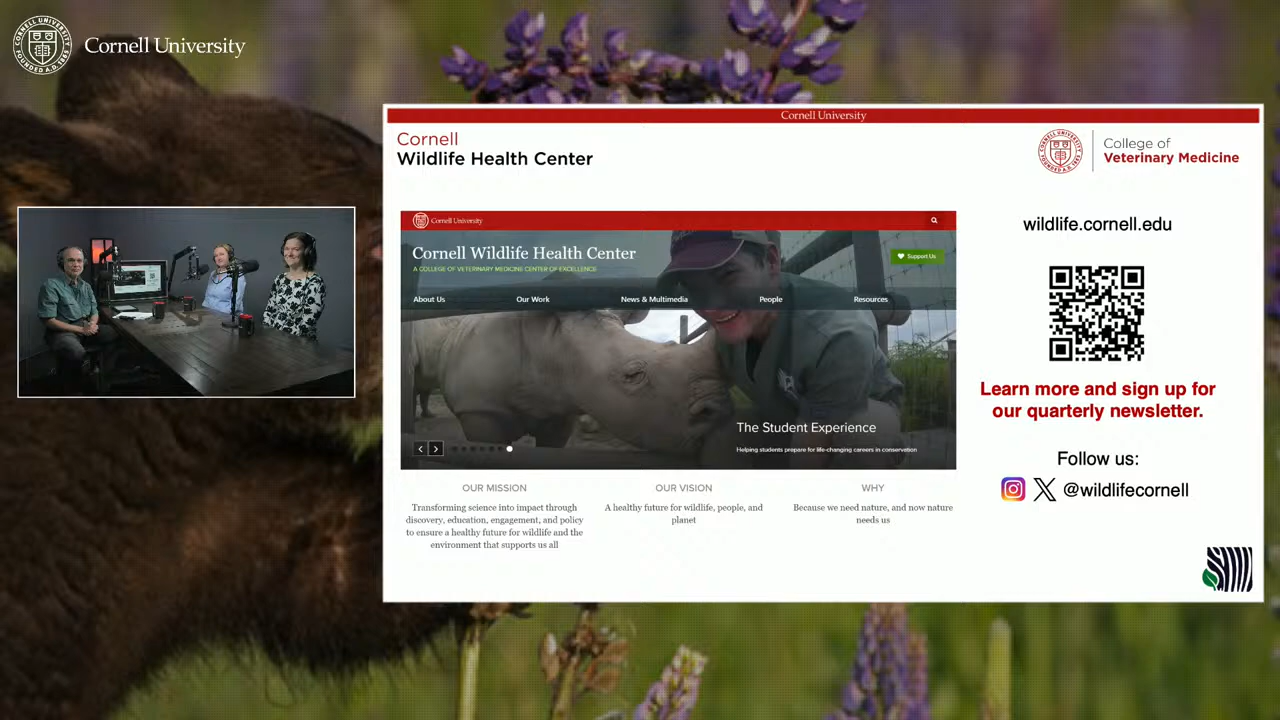 Cornell University
Cornell University
Cornell
Wildlife Health Center
College of
Veterinary Medicine
Cornell University
Cornell Wildlife Health Center
A COLLEGE OF VETERINARY MEDICINE CENTER OF EXCELLENCE
Support Us
About Us
Our Work
News & Multimedia
People
Resources
The Student Experience
Helping students prepare for life-changing careers in conservation
OUR MISSION
Transforming science into impact through
discovery, education, engagement, and policy
to ensure a healthy future for wildlife and the
environment that supports us all
OUR VISION
A healthy future for wildlife, people, and
planet
WHY
Because we need nature, and now nature
needs us
wildlife.cornell.edu
Learn more and sign up for
our quarterly newsletter.
Follow us:
@wildlifecornell